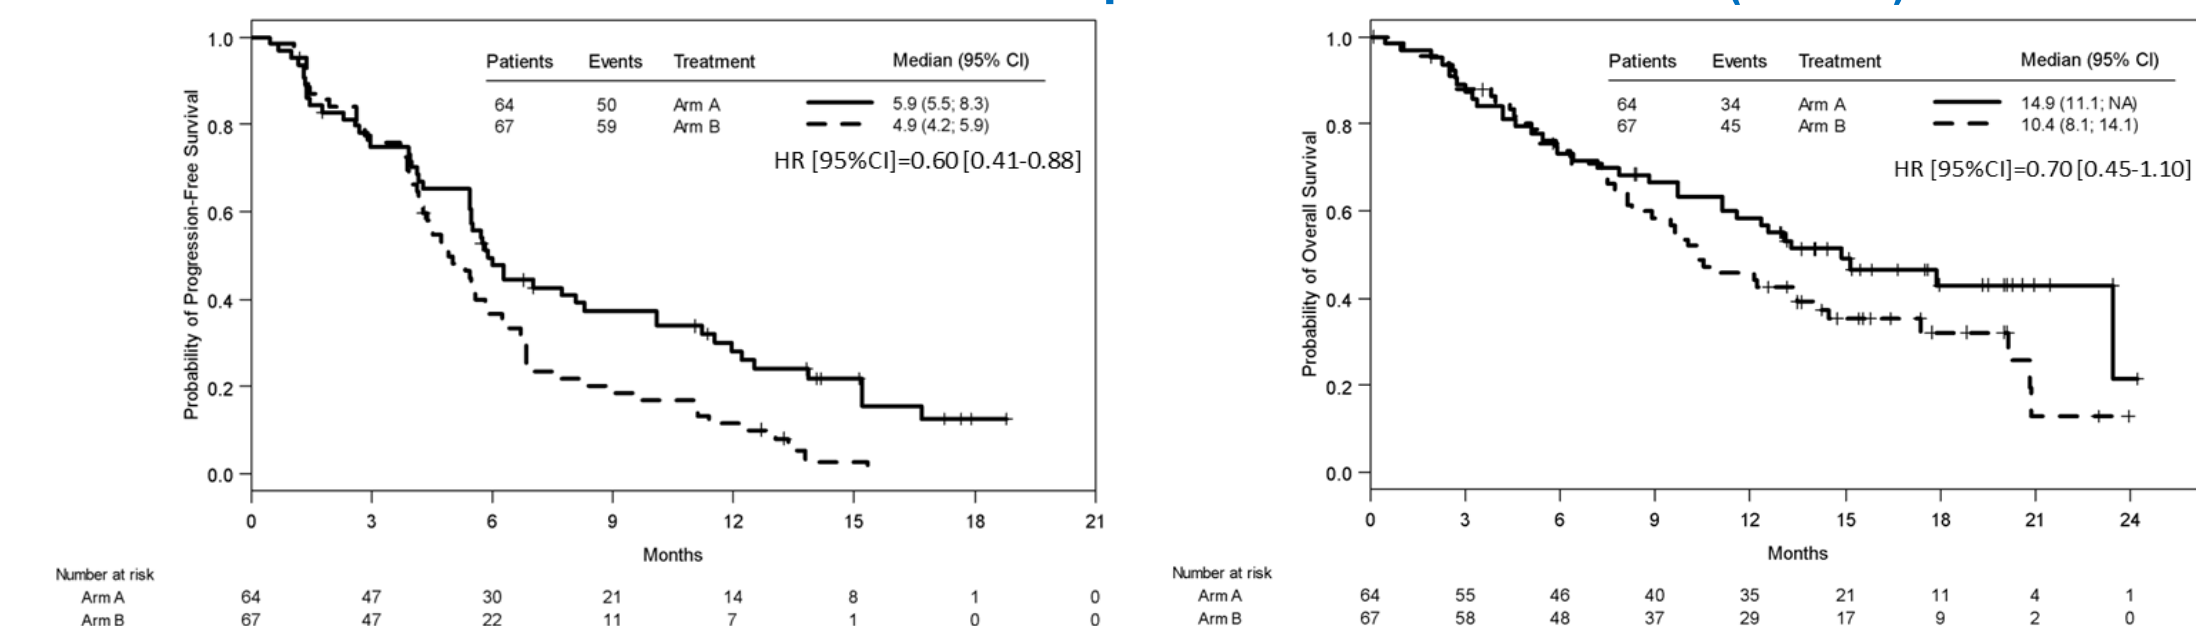 1.0
0.8
0.6
0.4
0.2
0.0
Probability of Progression-Free Survival
Patients Events Treatment Median (95% CI)
64 50 Arm A 5.9 (5.5; 8.3)
67 59 Arm B 4.9 (4.2; 5.9)
HR [95%CI]=0.60 [0.41-0.88]
0 3 6 9 12 15 18 21
Months
Number at risk
Arm A 64 47 30 21 14 8 1 0
Arm B 67 47 22 11 7 1 0 0
1.0
0.8
0.6
0.4
0.2
0.0
Probability of Overall Survival
Patients Events Treatment Median (95% CI)
64 34 Arm A 14.9 (11.1; NA)
67 45 Arm B 10.4 (8.1; 14.1)
HR [95%CI]=0.70 [0.45-1.10]
0 3 6 9 12 15 18 21 24
Months
Number at risk
Arm A 64 55 46 40 35 21 11 4 1
Arm B 67 58 48 37 29 17 9 2 0